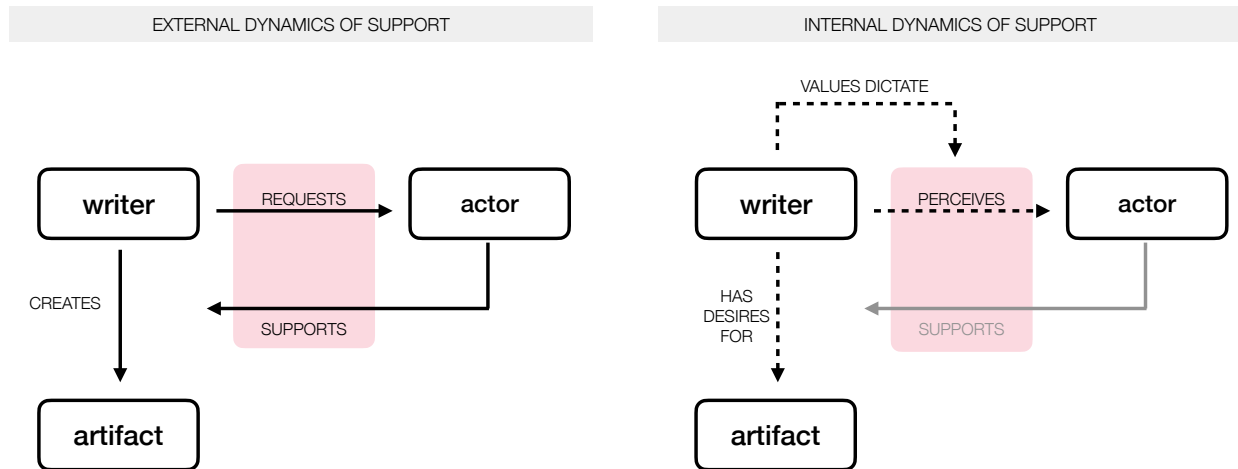 EXTERNAL DYNAMICS OF SUPPORT
writer
REQUESTS
actor
CREATES
SUPPORTS
artifact
INTERNAL DYNAMICS OF SUPPORT
VALUES DICTATE
writer
PERCEIVES
actor
HAS
DESIRES
FOR
SUPPORTS
artifact